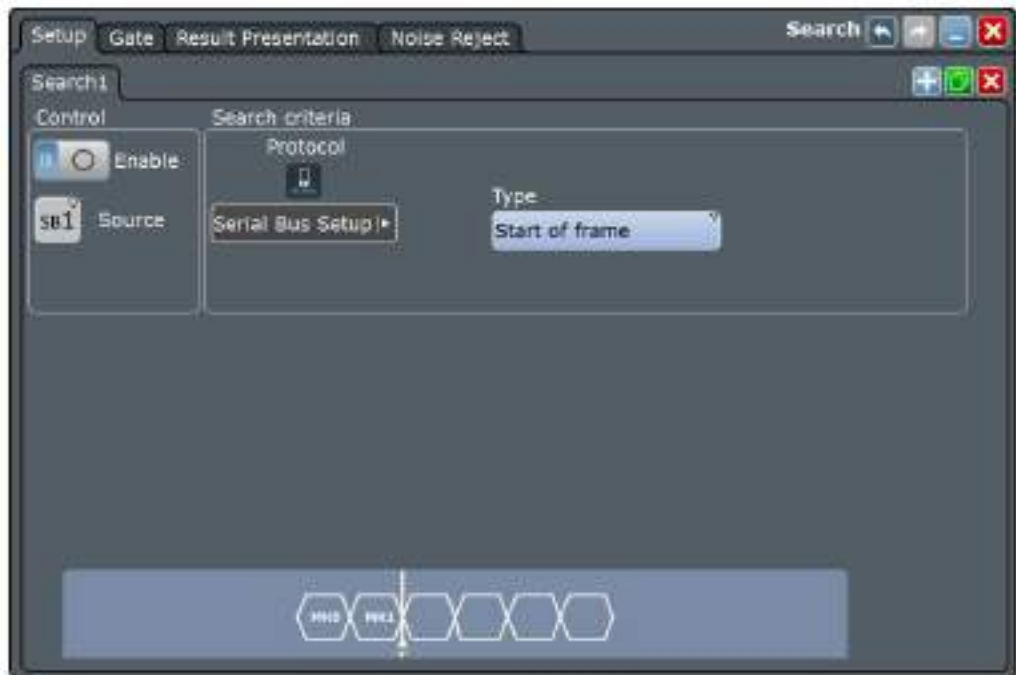 Setup Gate Result Presentation Noise Reject Search
Search1
Control Search criteria
Protocol
Enable
Type
SB1 Source Serial Bus Setup Start of frame